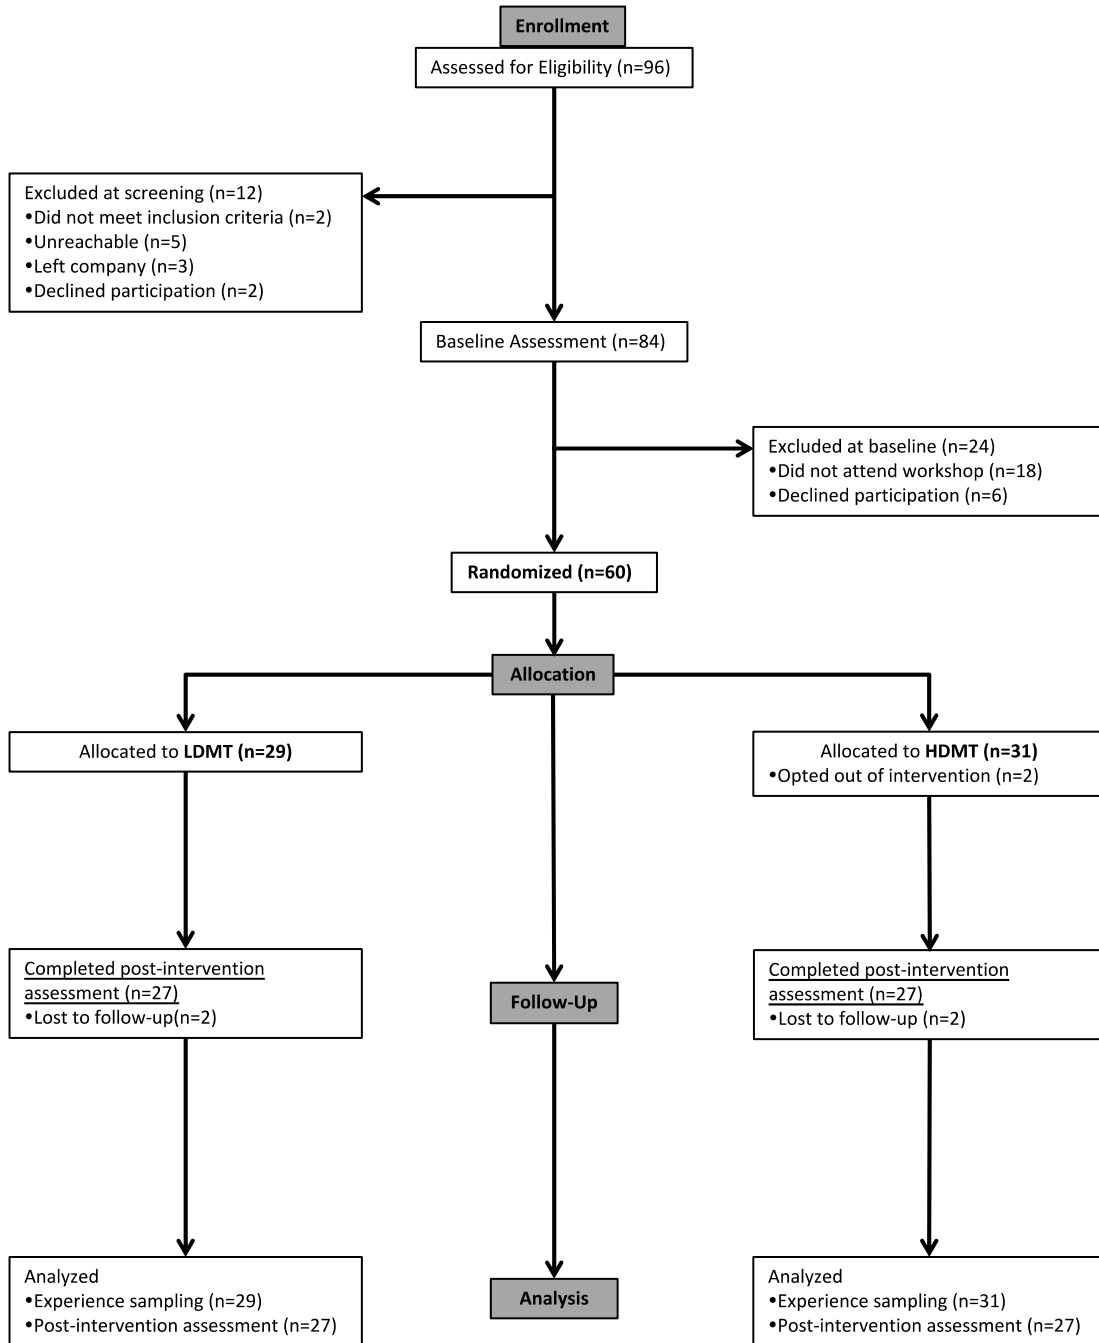 Enrollment
Assessed for Eligibility (n=96)
Excluded at screening (n=12)
•Did not meet inclusion criteria (n=2)
•Unreachable (n=5)
•Left company (n=3)
•Declined participation (n=2)
Baseline Assessment (n=84)
Excluded at baseline (n=24)
•Did not attend workshop (n=18)
•Declined participation (n=6)
Randomized (n=60)
Allocation
Allocated to LDMT (n=29)
Allocated to HDMT (n=31)
•Opted out of intervention (n=2)
Completed post-intervention
assessment (n=27)
•Lost to follow-up(n=2)
Follow-Up
Completed post-intervention
assessment (n=27)
•Lost to follow-up (n=2)
Analyzed
•Experience sampling (n=29)
•Post-intervention assessment (n=27)
Analysis
Analyzed
•Experience sampling (n=31)
•Post-intervention assessment (n=27)